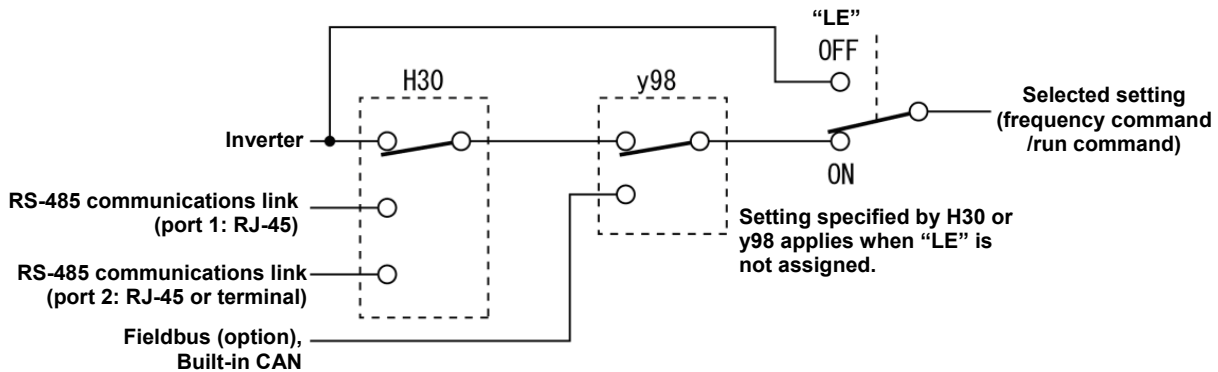 “LE”
OFF
H30
y98
Selected setting
(frequency command
/run command)
Inverter
ON
RS-485 communications link
(port 1: RJ-45)
Setting specified by H30 or
y98 applies when “LE” is
not assigned.
RS-485 communications link
(port 2: RJ-45 or terminal)
Fieldbus (option),
Built-in CAN